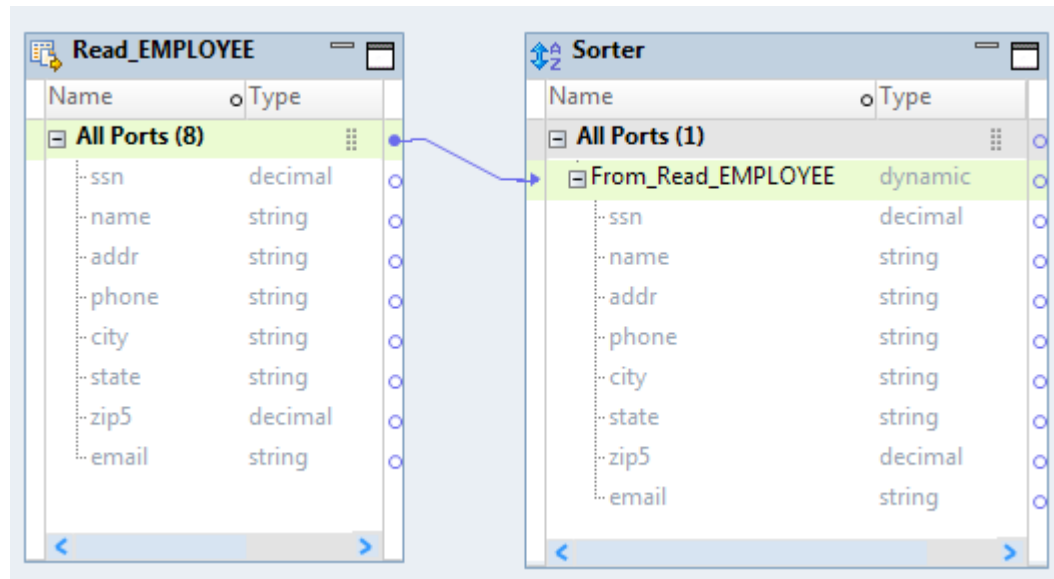 Read_EMPLOYEE
Name Type
All Ports (8)
ssn decimal
name string
addr string
phone string
city string
state string
zip5 decimal
email string
Sorter
Name Type
All Ports (1)
From_Read_EMPLOYEE dynamic
ssn decimal
name string
addr string
phone string
city string
state string
zip5 decimal
email string